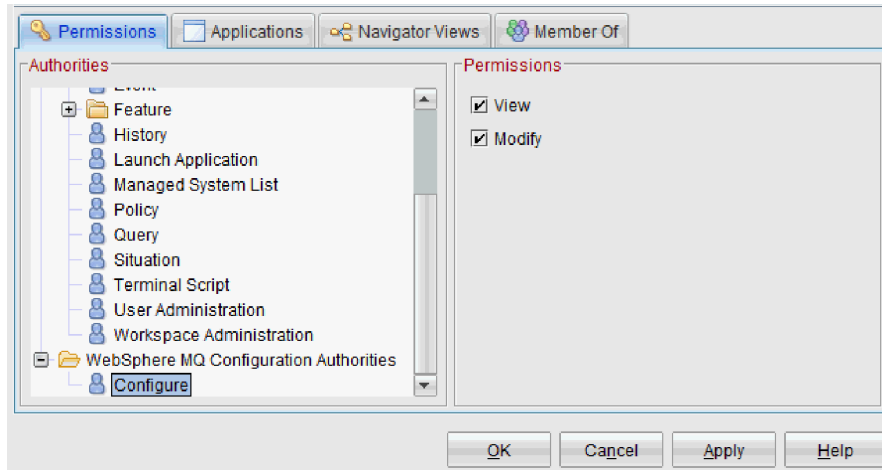 Permissions
Applications
Navigator Views
Member Of
Authorities
Feature
History
Launch Application
Managed System List
Policy
Query
Situation
Terminal Script
User Administration
Workspace Administration
WebSphere MQ Configuration Authorities
Configure
Permissions
View
Modify
OK
Cancel
Apply
Help